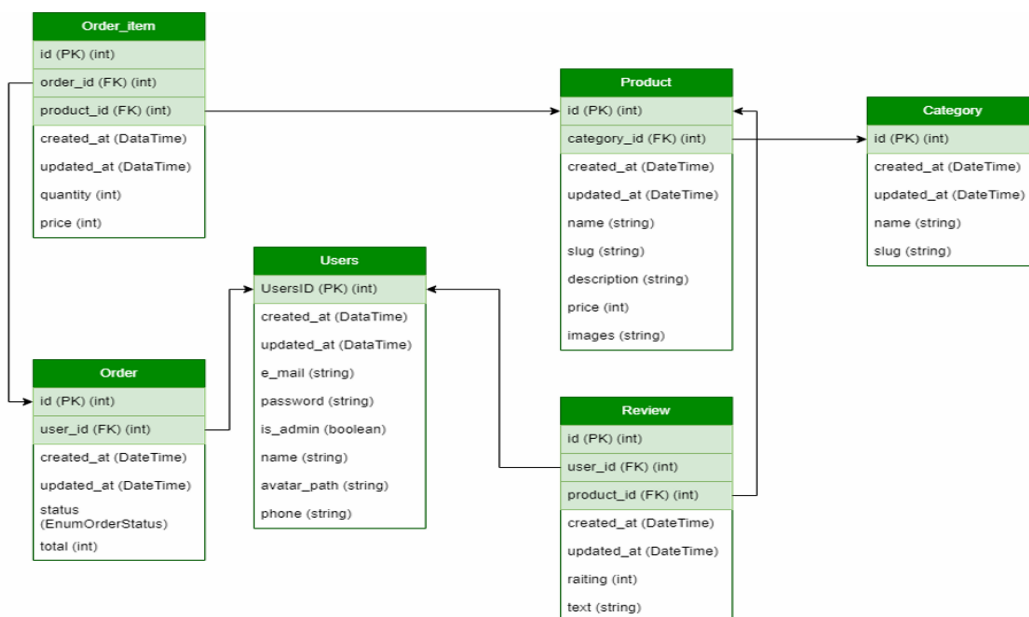 Order_item
id (PK) (int)
order_id (FK) (int)
product_id (FK) (int)
created_at (DataTime)
updated_at (DataTime)
quantity (int)
price (int)
Product
id (PK) (int)
category_id (FK) (int)
created_at (DateTime)
updated_at (DateTime)
name (string)
slug (string)
description (string)
price (int)
images (string)
Category
id (PK) (int)
created_at (DateTime)
updated_at (DateTime)
name (string)
slug (string)
Users
UsersID (PK) (int)
created_at (DataTime)
updated_at (DataTime)
e_mail (string)
password (string)
is_admin (boolean)
name (string)
avatar_path (string)
phone (string)
Order
id (PK) (int)
user_id (FK) (int)
created_at (DateTime)
updated_at (DateTime)
status
(EnumOrderStatus)
total (int)
Review
id (PK) (int)
user_id (FK) (int)
product_id (FK) (int)
created_at (DateTime)
updated_at (DateTime)
raiting (int)
text (string)